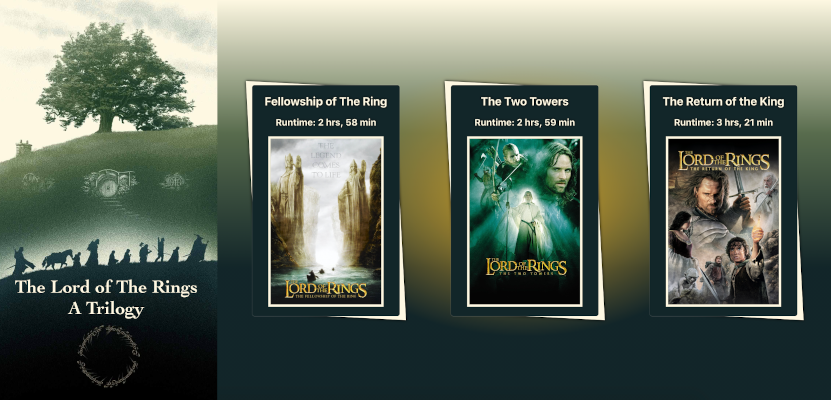 The Lord of The Rings
A Trilogy
Fellowship of The Ring
Runtime: 2 hrs, 58 min
THE
LEGEND
COMES
TO LIFE
THE
LORD OF THE RINGS
THE FELLOWSHIP OF THE RING
The Two Towers
Runtime: 2 hrs, 59 min
THE
LORD OF THE RINGS
THE TWO TOWERS
The Return of the King
Runtime: 3 hrs, 21 min
THE
LORD OF THE RINGS
THE RETURN OF THE KING